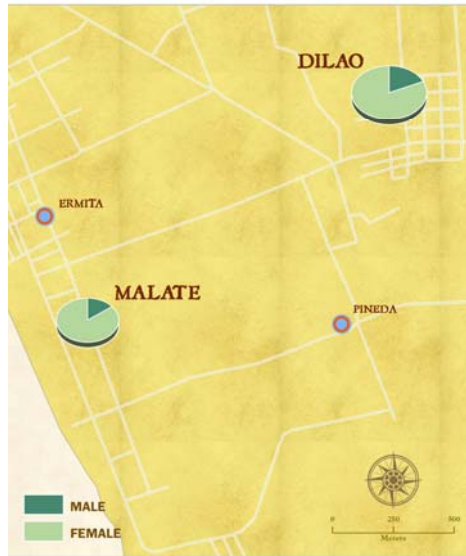 DILAO
ERMITA
MALATE
PINEDA
MALE
FEMALE
0 250 500
Meters